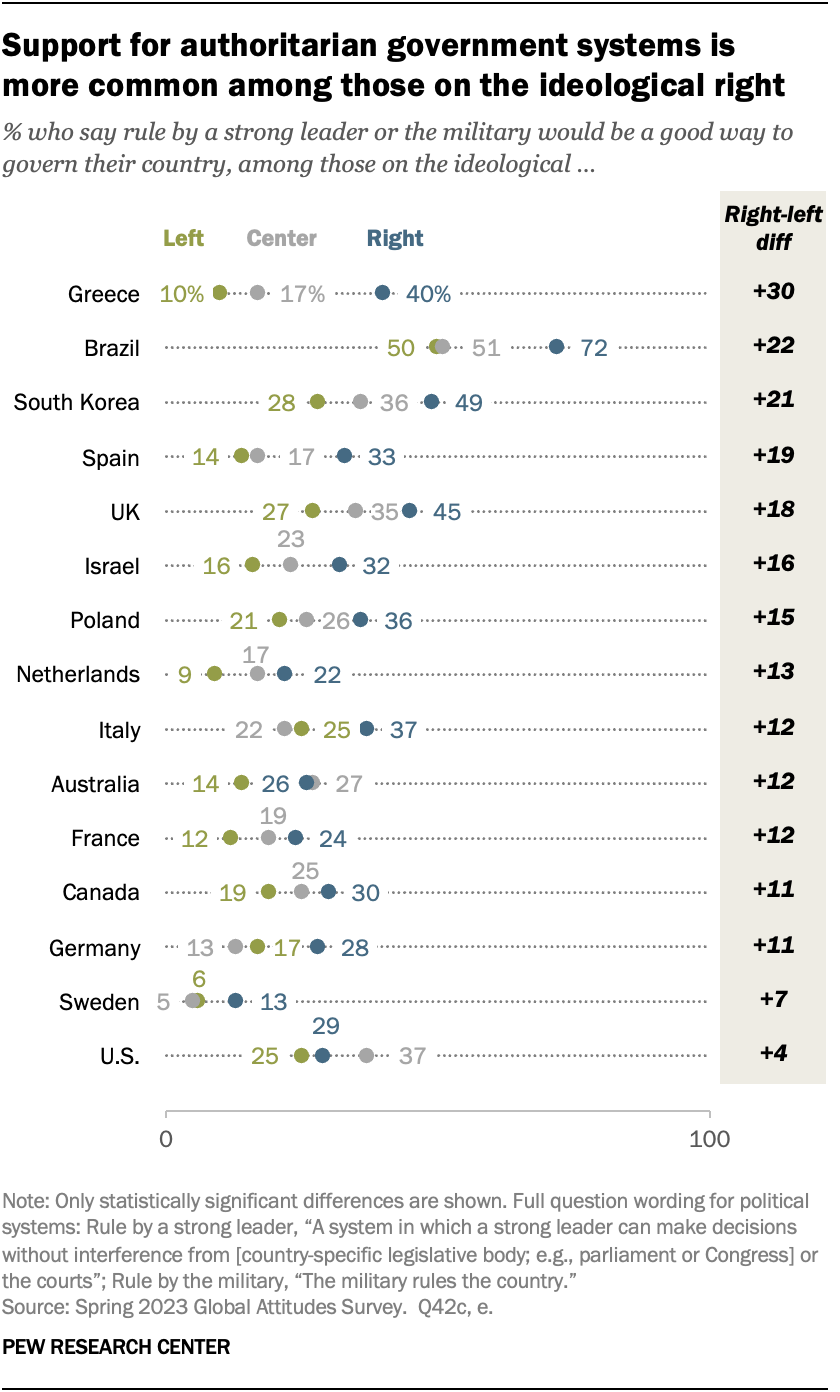 Support for authoritarian government systems is
more common among those on the ideological right
% who say rule by a strong leader or the military would be a good way to
govern their country, among those on the ideological ...
Right-left
diff
Left Center Right
Greece 10% 17% 40% +30
Brazil 50 51 72 +22
South Korea 28 36 49 +21
Spain 14 17 33 +19
UK 27 35 45 +18
23
Israel 16 32 +16
Poland 21 26 36 +15
17
Netherlands 9 22 +13
Italy 22 25 37 +12
Australia 14 26 27 +12
19
France 12 24 +12
25
Canada 19 30 +11
Germany 13 17 28 +11
6
Sweden 5 13 +7
29
U.S. 25 37 +4
0 100
Note: Only statistically significant differences are shown. Full question wording for political
systems: Rule by a strong leader, “A system in which a strong leader can make decisions
without interference from [country-specific legislative body; e.g., parliament or Congress] or
the courts”; Rule by the military, “The military rules the country.”
Source: Spring 2023 Global Attitudes Survey. Q42c, e.
PEW RESEARCH CENTER